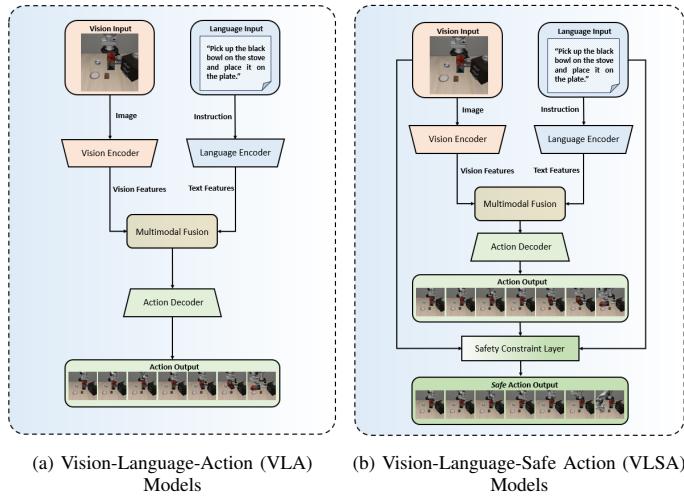 Vision Input
Language Input
“Pick up the black
bowl on the stove
and place it on
the plate.”
Image
Instruction
Vision Encoder
Language Encoder
Vision Features
Text Features
Multimodal Fusion
Action Decoder
Action Output
(a) Vision-Language-Action (VLA)
Models
Vision Input
Language Input
“Pick up the black
bowl on the stove
and place it on
the plate.”
Image
Instruction
Vision Encoder
Language Encoder
Vision Features
Text Features
Multimodal Fusion
Action Decoder
Action Output
Safety Constraint Layer
Safe Action Output
(b) Vision-Language-Safe Action (VLSA)
Models